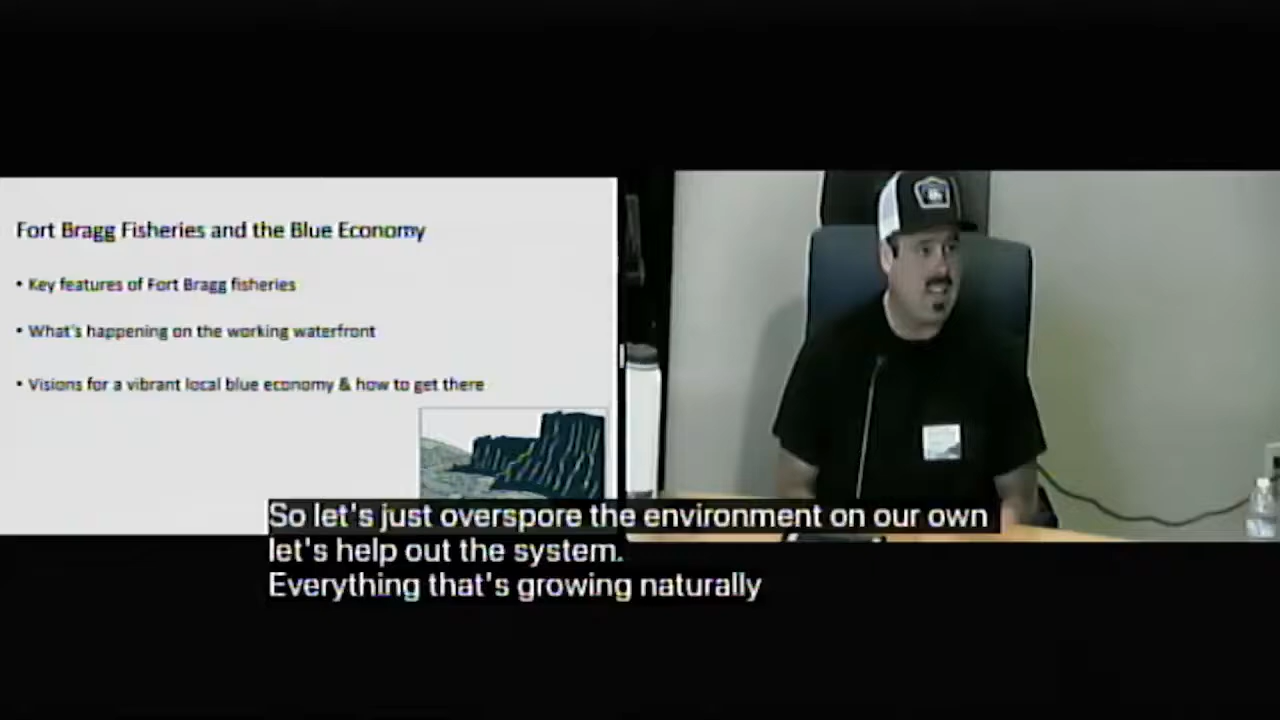 Fort Bragg Fisheries and the Blue Economy
• Key features of Fort Bragg fisheries
• What's happening on the working waterfront
• Visions for a vibrant local blue economy & how to get there
So let's just overspore the environment on our own
let's help out the system.
Everything that's growing naturally